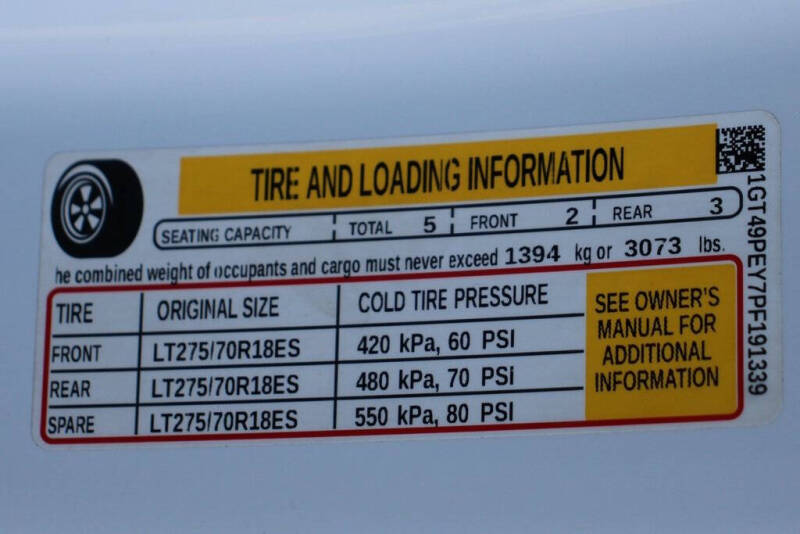 TIRE AND LOADING INFORMATION
SEATING CAPACITY TOTAL 5 FRONT 2 REAR 3
he combined weight of occupants and cargo must never exceed 1394 kg or 3073 lbs.
TIRE ORIGINAL SIZE COLD TIRE PRESSURE
FRONT LT275/70R18ES 420 kPa, 60 PSI
REAR LT275/70R18ES 480 kPa, 70 PSi
SPARE LT275/70R18ES 550 kPa, 80 PSI
SEE OWNER'S
MANUAL FOR
ADDITIONAL
INFORMATION
1GT49PEY7PF191339